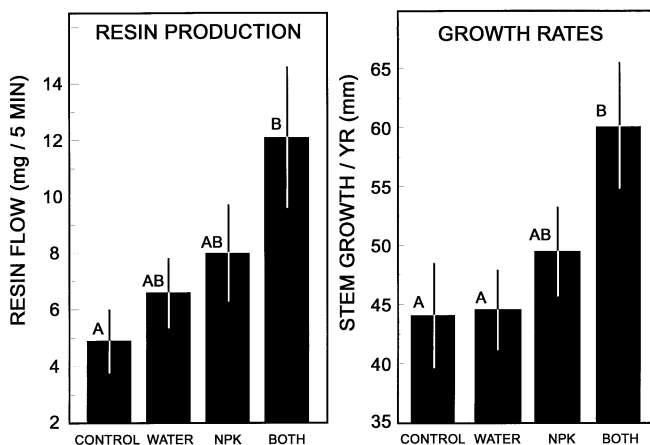 RESIN PRODUCTION
RESIN FLOW (mg / 5 MIN)
14
12
10
8
6
4
2
A
AB
AB
B
CONTROL WATER NPK BOTH
GROWTH RATES
STEM GROWTH / YR (mm)
65
60
55
50
44
40
35
A
A
AB
B
CONTROL WATER NPK BOTH